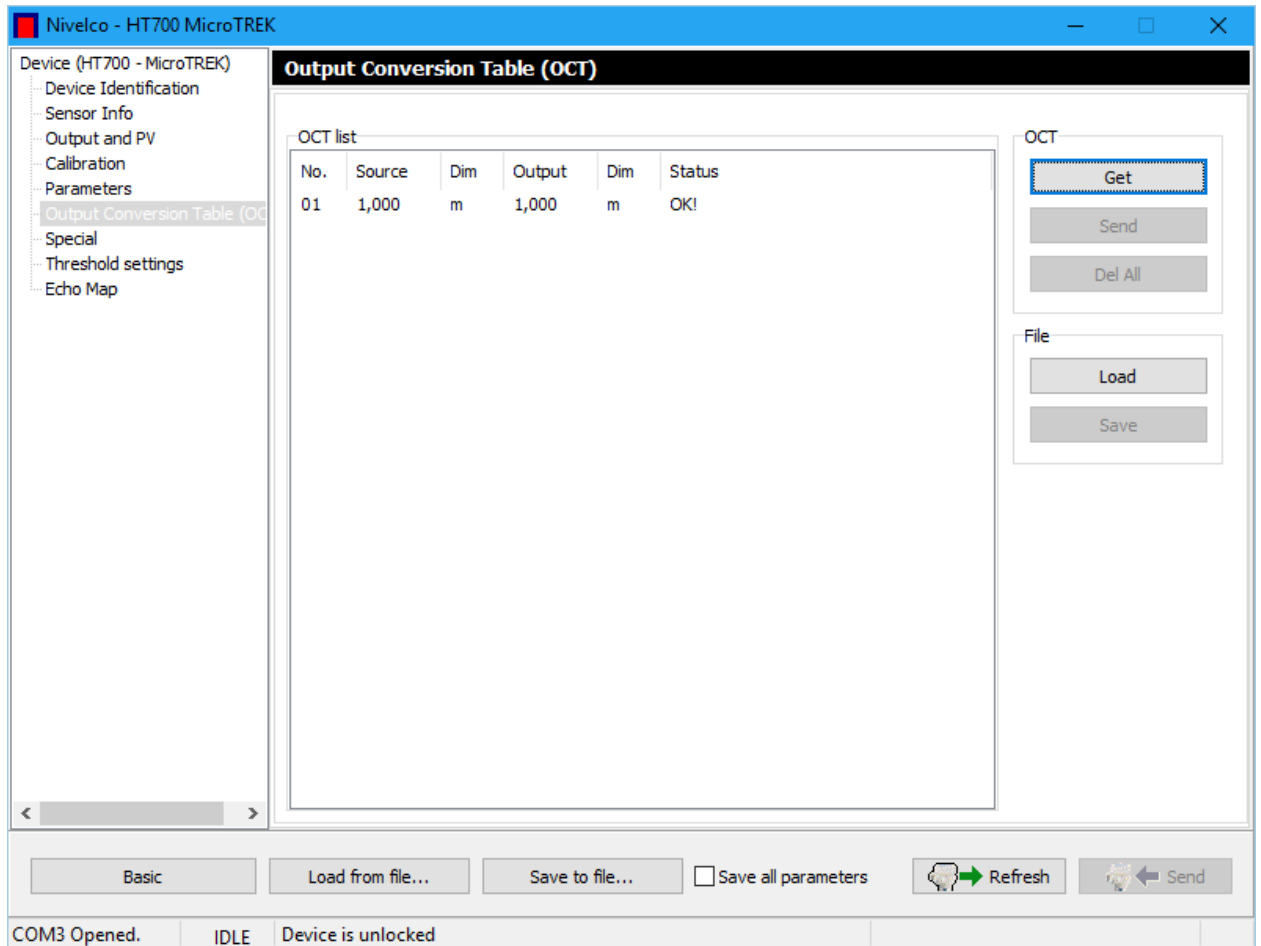 Nivelco - HT700 MicroTREK
Device (HT700 - MicroTREK)
Device Identification
Sensor Info
Output and PV
Calibration
Parameters
Output Conversion Table (OC
Special
Threshold settings
Echo Map
Output Conversion Table (OCT)
OCT list
No. Source Dim Output Dim Status
01 1,000 m 1,000 m OK!
OCT
Get
Send
Del All
File
Load
Save
Basic
Load from file...
Save to file...
Save all parameters
Refresh
Send
COM3 Opened.
IDLE
Device is unlocked